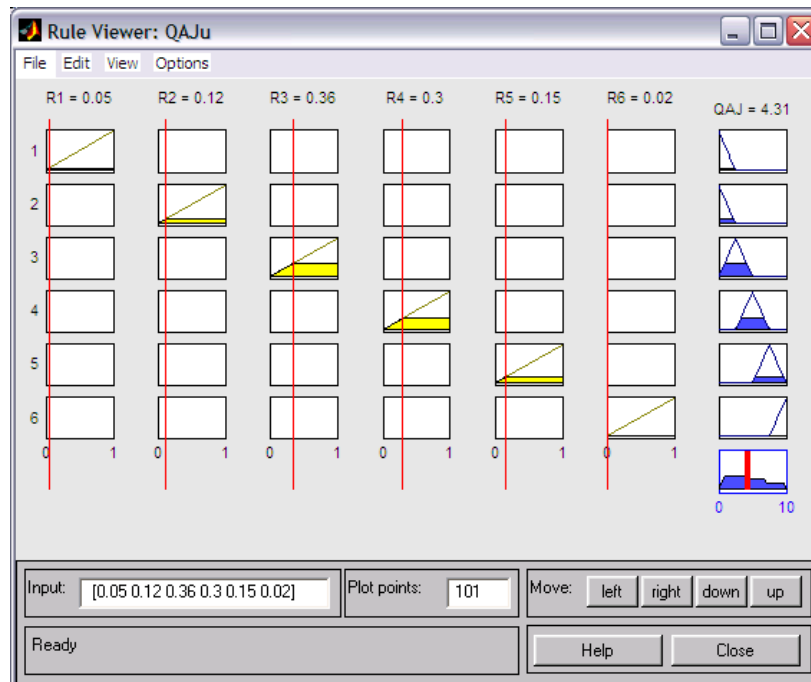 Rule Viewer: QAJu
File Edit View Options
R1 = 0.05 R2 = 0.12 R3 = 0.36 R4 = 0.3 R5 = 0.15 R6 = 0.02 QAJ = 4.31
1
2
3
4
5
6
0 1 0 1 0 1 0 1 0 1 0 1
0 10
Input: [0.05 0.12 0.36 0.3 0.15 0.02] Plot points: 101 Move: left right down up
Ready Help Close